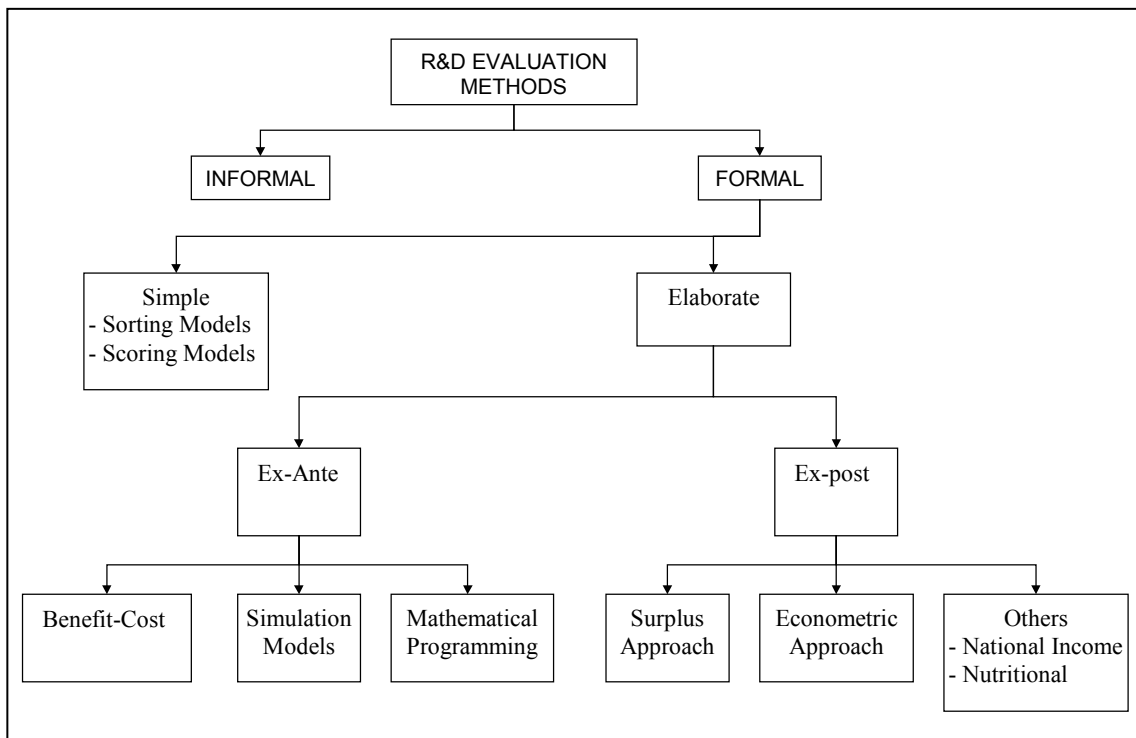 R&D EVALUATION
METHODS
INFORMAL
FORMAL
Simple
- Sorting Models
- Scoring Models
Elaborate
Ex-Ante
Ex-post
Benefit-Cost
Simulation
Models
Mathematical
Programming
Surplus
Approach
Econometric
Approach
Others
- National Income
- Nutritional